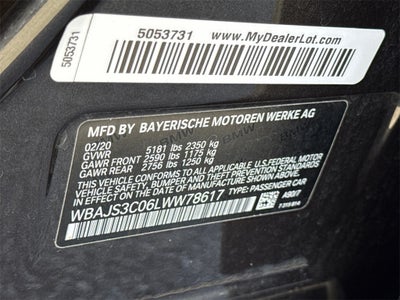 5053731
5053731
www.MyDealerLot.com
MFD BY BAYERISCHE MOTOREN WERKE AG
02/20
GVWR 5181 lbs 2350 kg
GAWR FRONT 2590 lbs 1175 kg
GAWR REAR 2756 lbs 1250 kg
THIS VEHICLE CONFORMS TO ALL APPLICABLE U.S. FEDERAL
SAFETY, BUMPER AND THEFT PREVENTION STANDARDS
IN EFFECT ON THE DATE OF MANUFACTURE SHOWN ABOVE.
WBAJS3C06LWW78617 TYPE: PASSENGER CAR
A90/7